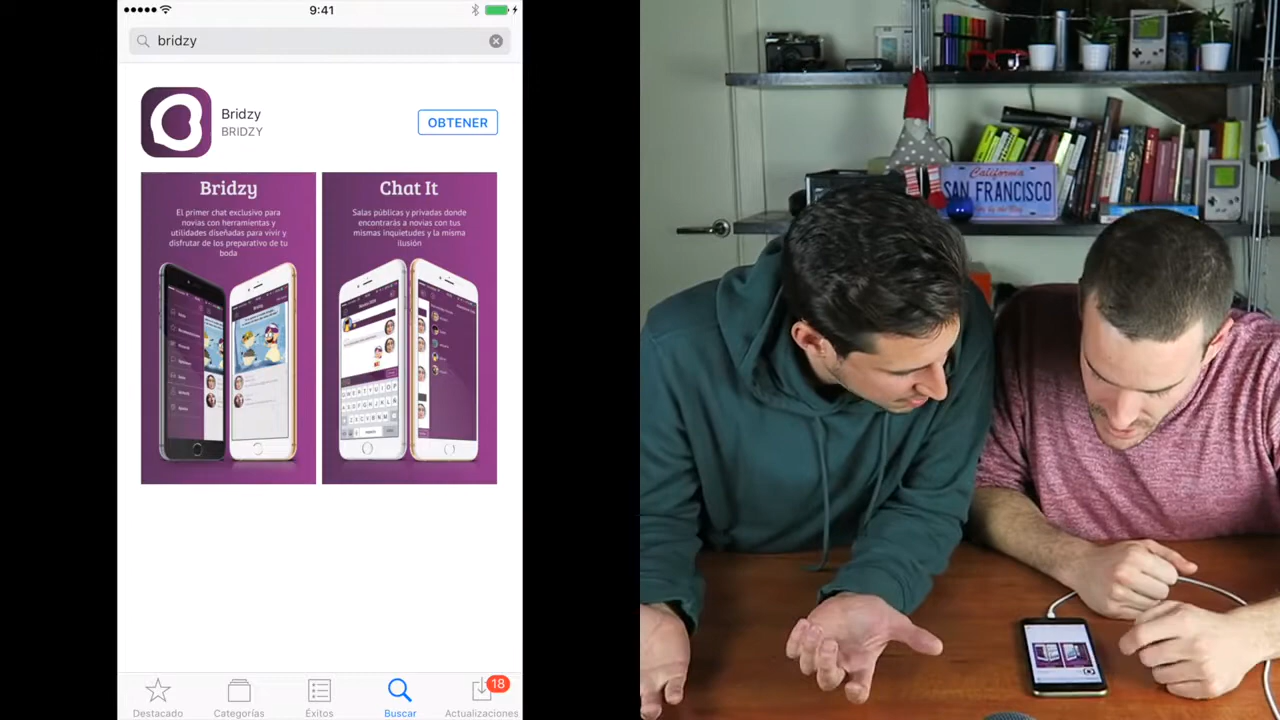 9:41
bridzy
Bridzy
BRIDZY
OBTENER
Bridzy
El primer chat exclusivo para
novias con herramientas y
utilidades diseñadas para vivir y
disfrutar de los preparativo de tu
boda
Chat It
Salas públicas y privadas donde
encontrarás a novias con tus
mismas inquietudes y la misma
ilusión
Destacado
Categorías
Éxitos
Buscar
Actualizaciones
18
California
SAN FRANCISCO